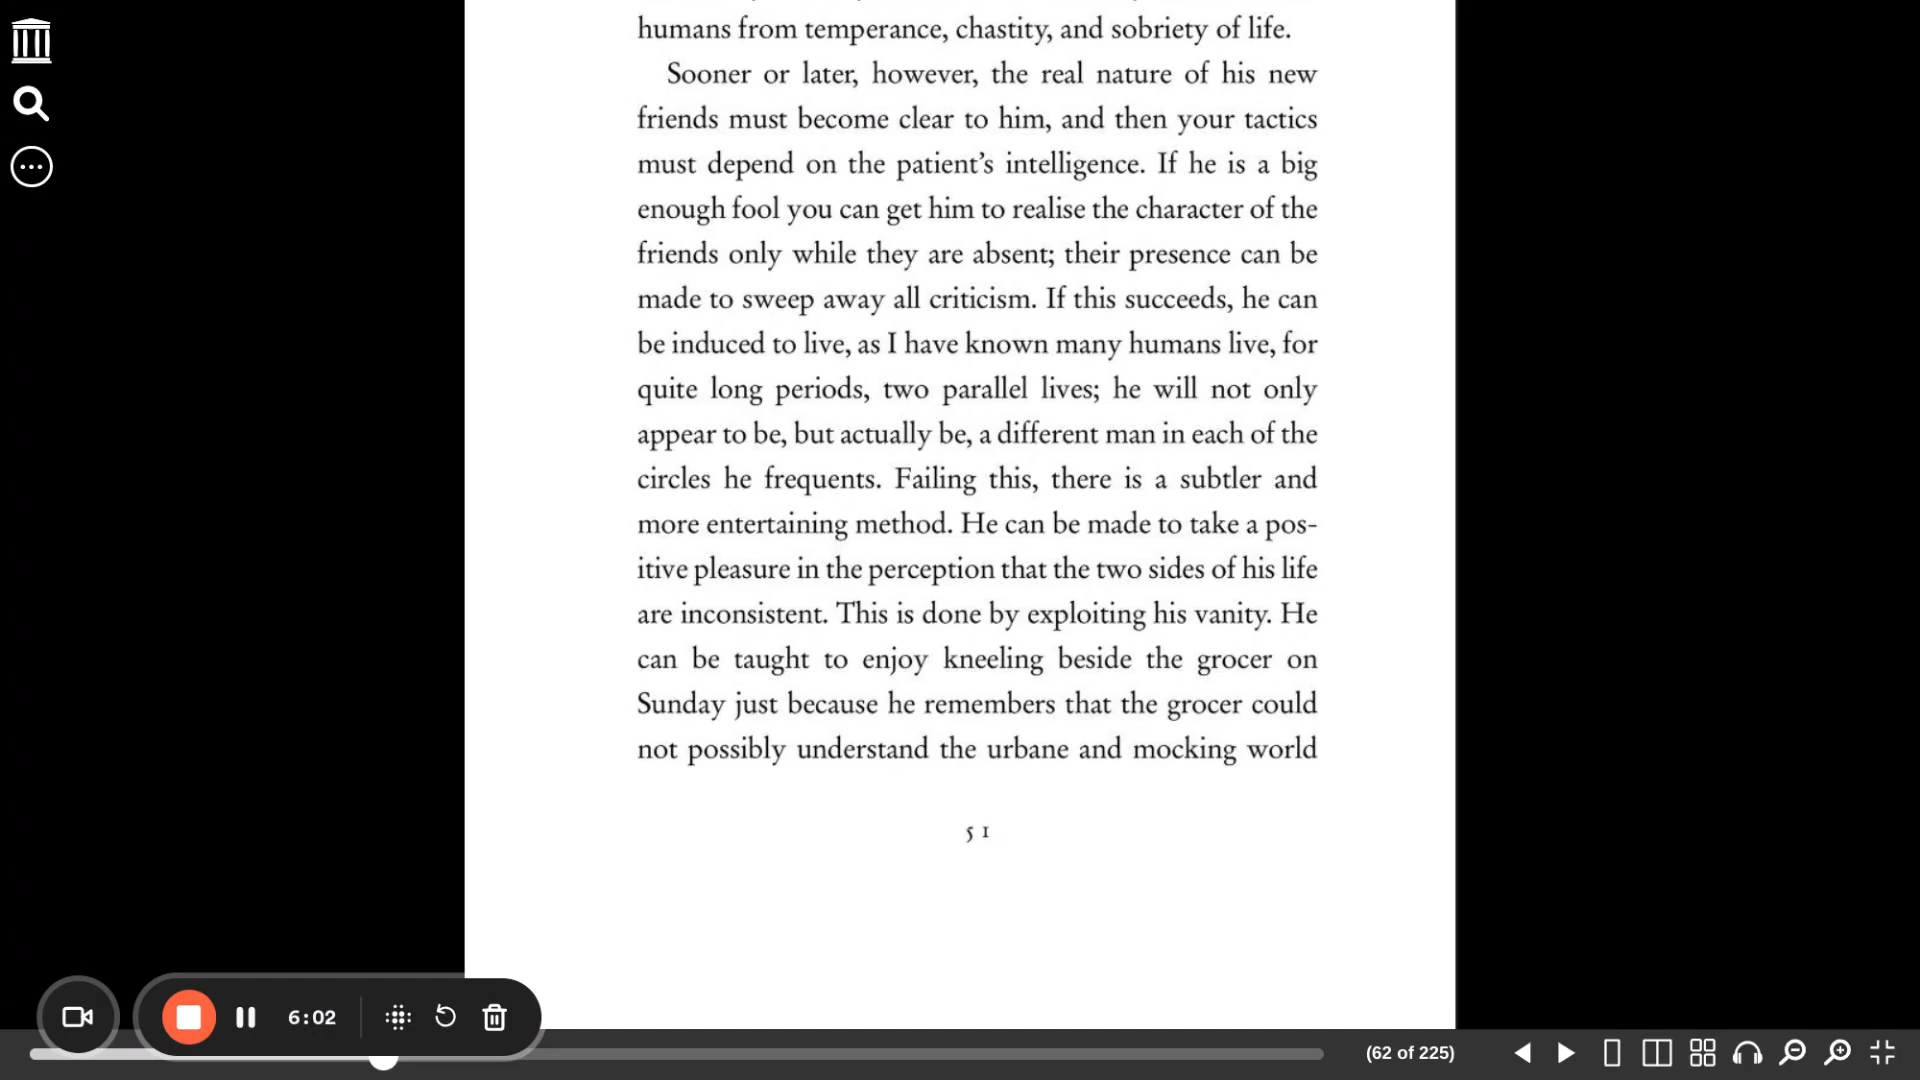 humans from temperance, chastity, and sobriety of life.
Sooner or later, however, the real nature of his new
friends must become clear to him, and then your tactics
must depend on the patient’s intelligence. If he is a big
enough fool you can get him to realise the character of the
friends only while they are absent; their presence can be
made to sweep away all criticism. If this succeeds, he can
be induced to live, as I have known many humans live, for
quite long periods, two parallel lives; he will not only
appear to be, but actually be, a different man in each of the
circles he frequents. Failing this, there is a subtler and
more entertaining method. He can be made to take a pos-
itive pleasure in the perception that the two sides of his life
are inconsistent. This is done by exploiting his vanity. He
can be taught to enjoy kneeling beside the grocer on
Sunday just because he remembers that the grocer could
not possibly understand the urbane and mocking world
51
6:02
(62 of 225)